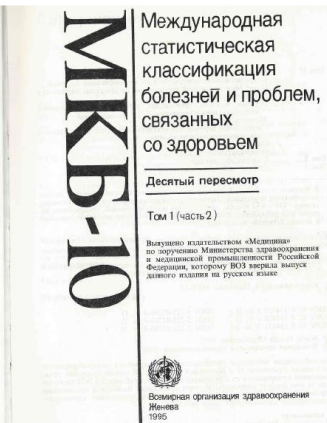 МКБ-10
Международная
статистическая
классификация
болезней и проблем,
связанных
со здоровьем
Десятый пересмотр
Том 1 (часть 2)
Выпущено издательством «Медицина»
по поручению Министерства здравоохранения
и медицинской промышленности Российской
Федерации, которому ВОЗ вверила выпуск
данного издания на русском языке
Всемирная организация здравоохранения
Женева
1995